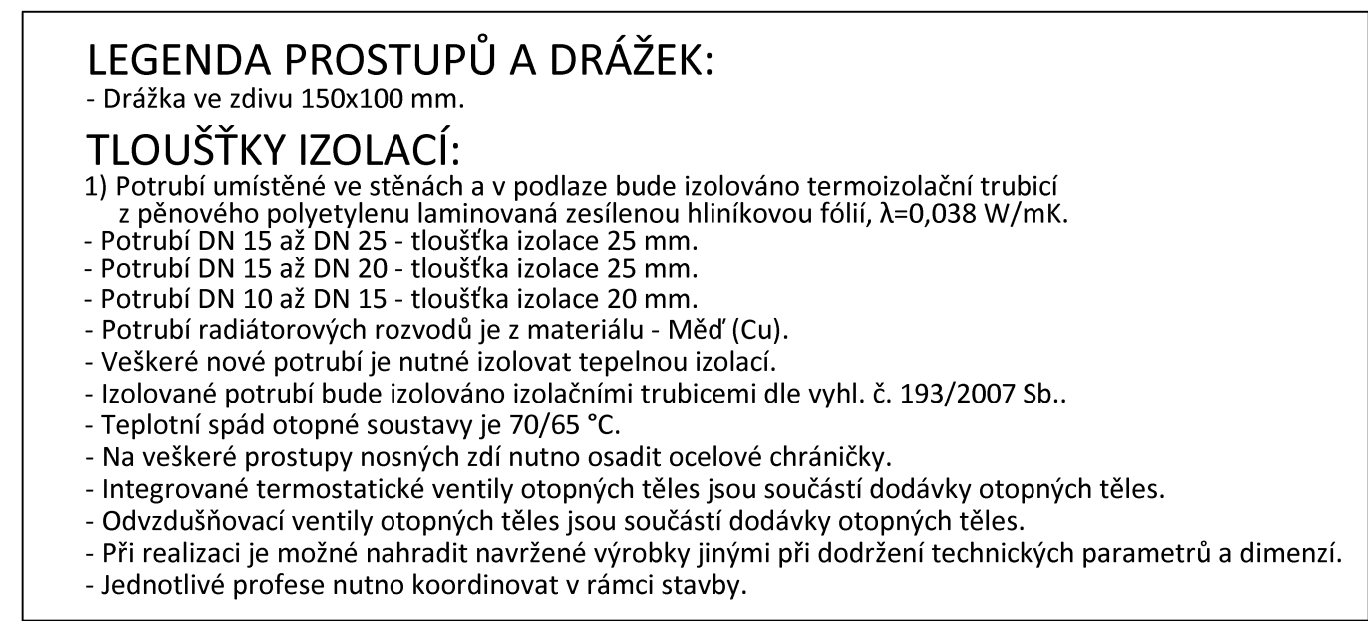 LEGENDA PROSTUPŮ A DRÁŽEK:
- Drážka ve zdivu 150x100 mm.
TLOUŠŤKY IZOLACÍ:
1) Potrubí umístěné ve stěnách a v podlaze bude izolováno termoizolační trubicí
z pěnového polyetylenu laminovaná zesílenou hliníkovou fólií, λ=0,038 W/mK.
- Potrubí DN 15 až DN 25 - tloušťka izolace 25 mm.
- Potrubí DN 15 až DN 20 - tloušťka izolace 25 mm.
- Potrubí DN 10 až DN 15 - tloušťka izolace 20 mm.
- Potrubí radiátorových rozvodů je z materiálu - Měď (Cu).
- Veškeré nové potrubí je nutné izolovat tepelnou izolací.
- Izolované potrubí bude izolováno izolačními trubicemi dle vyhl. č. 193/2007 Sb..
- Teplotní spád otopné soustavy je 70/65 °C.
- Na veškeré prostupy nosných zdí nutno osadit ocelové chráničky.
- Integrované termostatické ventily otopných těles jsou součástí dodávky otopných těles.
- Odvzdušňovací ventily otopných těles jsou součástí dodávky otopných těles.
- Při realizaci je možné nahradit navržené výrobky jinými při dodržení technických parametrů a dimenzí.
- Jednotlivé profese nutno koordinovat v rámci stavby.